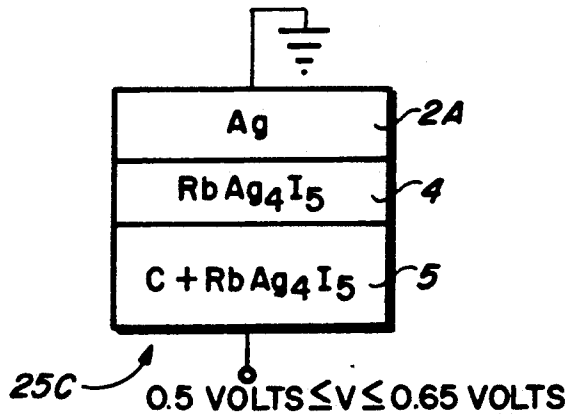 Ag 2A
RbAg₄I₅ 4
C + RbAg₄I₅ 5
25C
0.5 VOLTS ≤ V ≤ 0.65 VOLTS